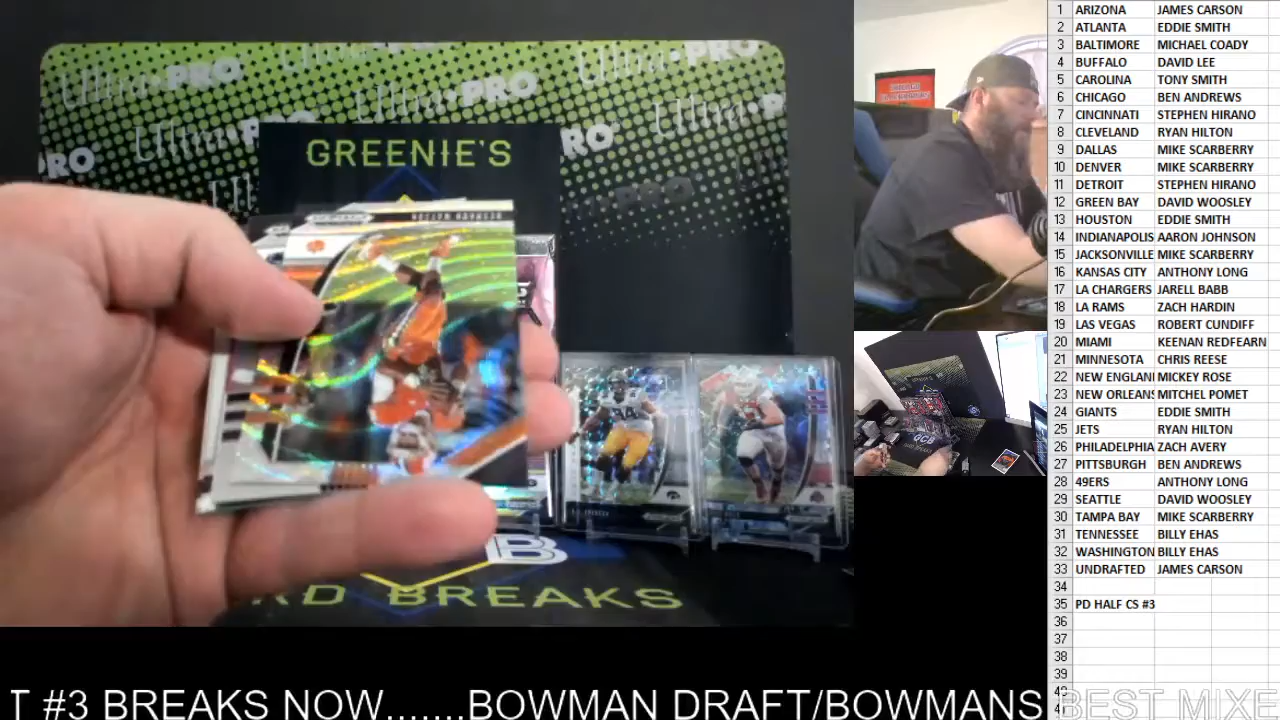 Ultra·PRO
PRO
GREENIE'S
PRO
PRO
84
RD BREAKS
GCB
1 ARIZONA JAMES CARSON
2 ATLANTA EDDIE SMITH
3 BALTIMORE MICHAEL COADY
4 BUFFALO DAVID LEE
5 CAROLINA TONY SMITH
6 CHICAGO BEN ANDREWS
7 CINCINNATI STEPHEN HIRANO
8 CLEVELAND RYAN HILTON
9 DALLAS MIKE SCARBERRY
10 DENVER MIKE SCARBERRY
11 DETROIT STEPHEN HIRANO
12 GREEN BAY DAVID WOOSLEY
13 HOUSTON EDDIE SMITH
14 INDIANAPOLIS AARON JOHNSON
15 JACKSONVILLE MIKE SCARBERRY
16 KANSAS CITY ANTHONY LONG
17 LA CHARGERS JARELL BABB
18 LA RAMS ZACH HARDIN
19 LAS VEGAS ROBERT CUNDIFF
20 MIAMI KEENAN REDFEARN
21 MINNESOTA CHRIS REESE
22 NEW ENGLAN MICKEY ROSE
23 NEW ORLEANS MITCHEL POMET
24 GIANTS EDDIE SMITH
25 JETS RYAN HILTON
26 PHILADELPHIA ZACH AVERY
27 PITTSBURGH BEN ANDREWS
28 49ERS ANTHONY LONG
29 SEATTLE DAVID WOOSLEY
30 TAMPA BAY MIKE SCARBERRY
31 TENNESSEE BILLY EHAS
32 WASHINGTON BILLY EHAS
33 UNDRAFTED JAMES CARSON
34
35 PD HALF CS #3
36
37
38
39
T #3 BREAKS NOW.......BOWMAN DRAFT/BOWMANS BEST MIXE